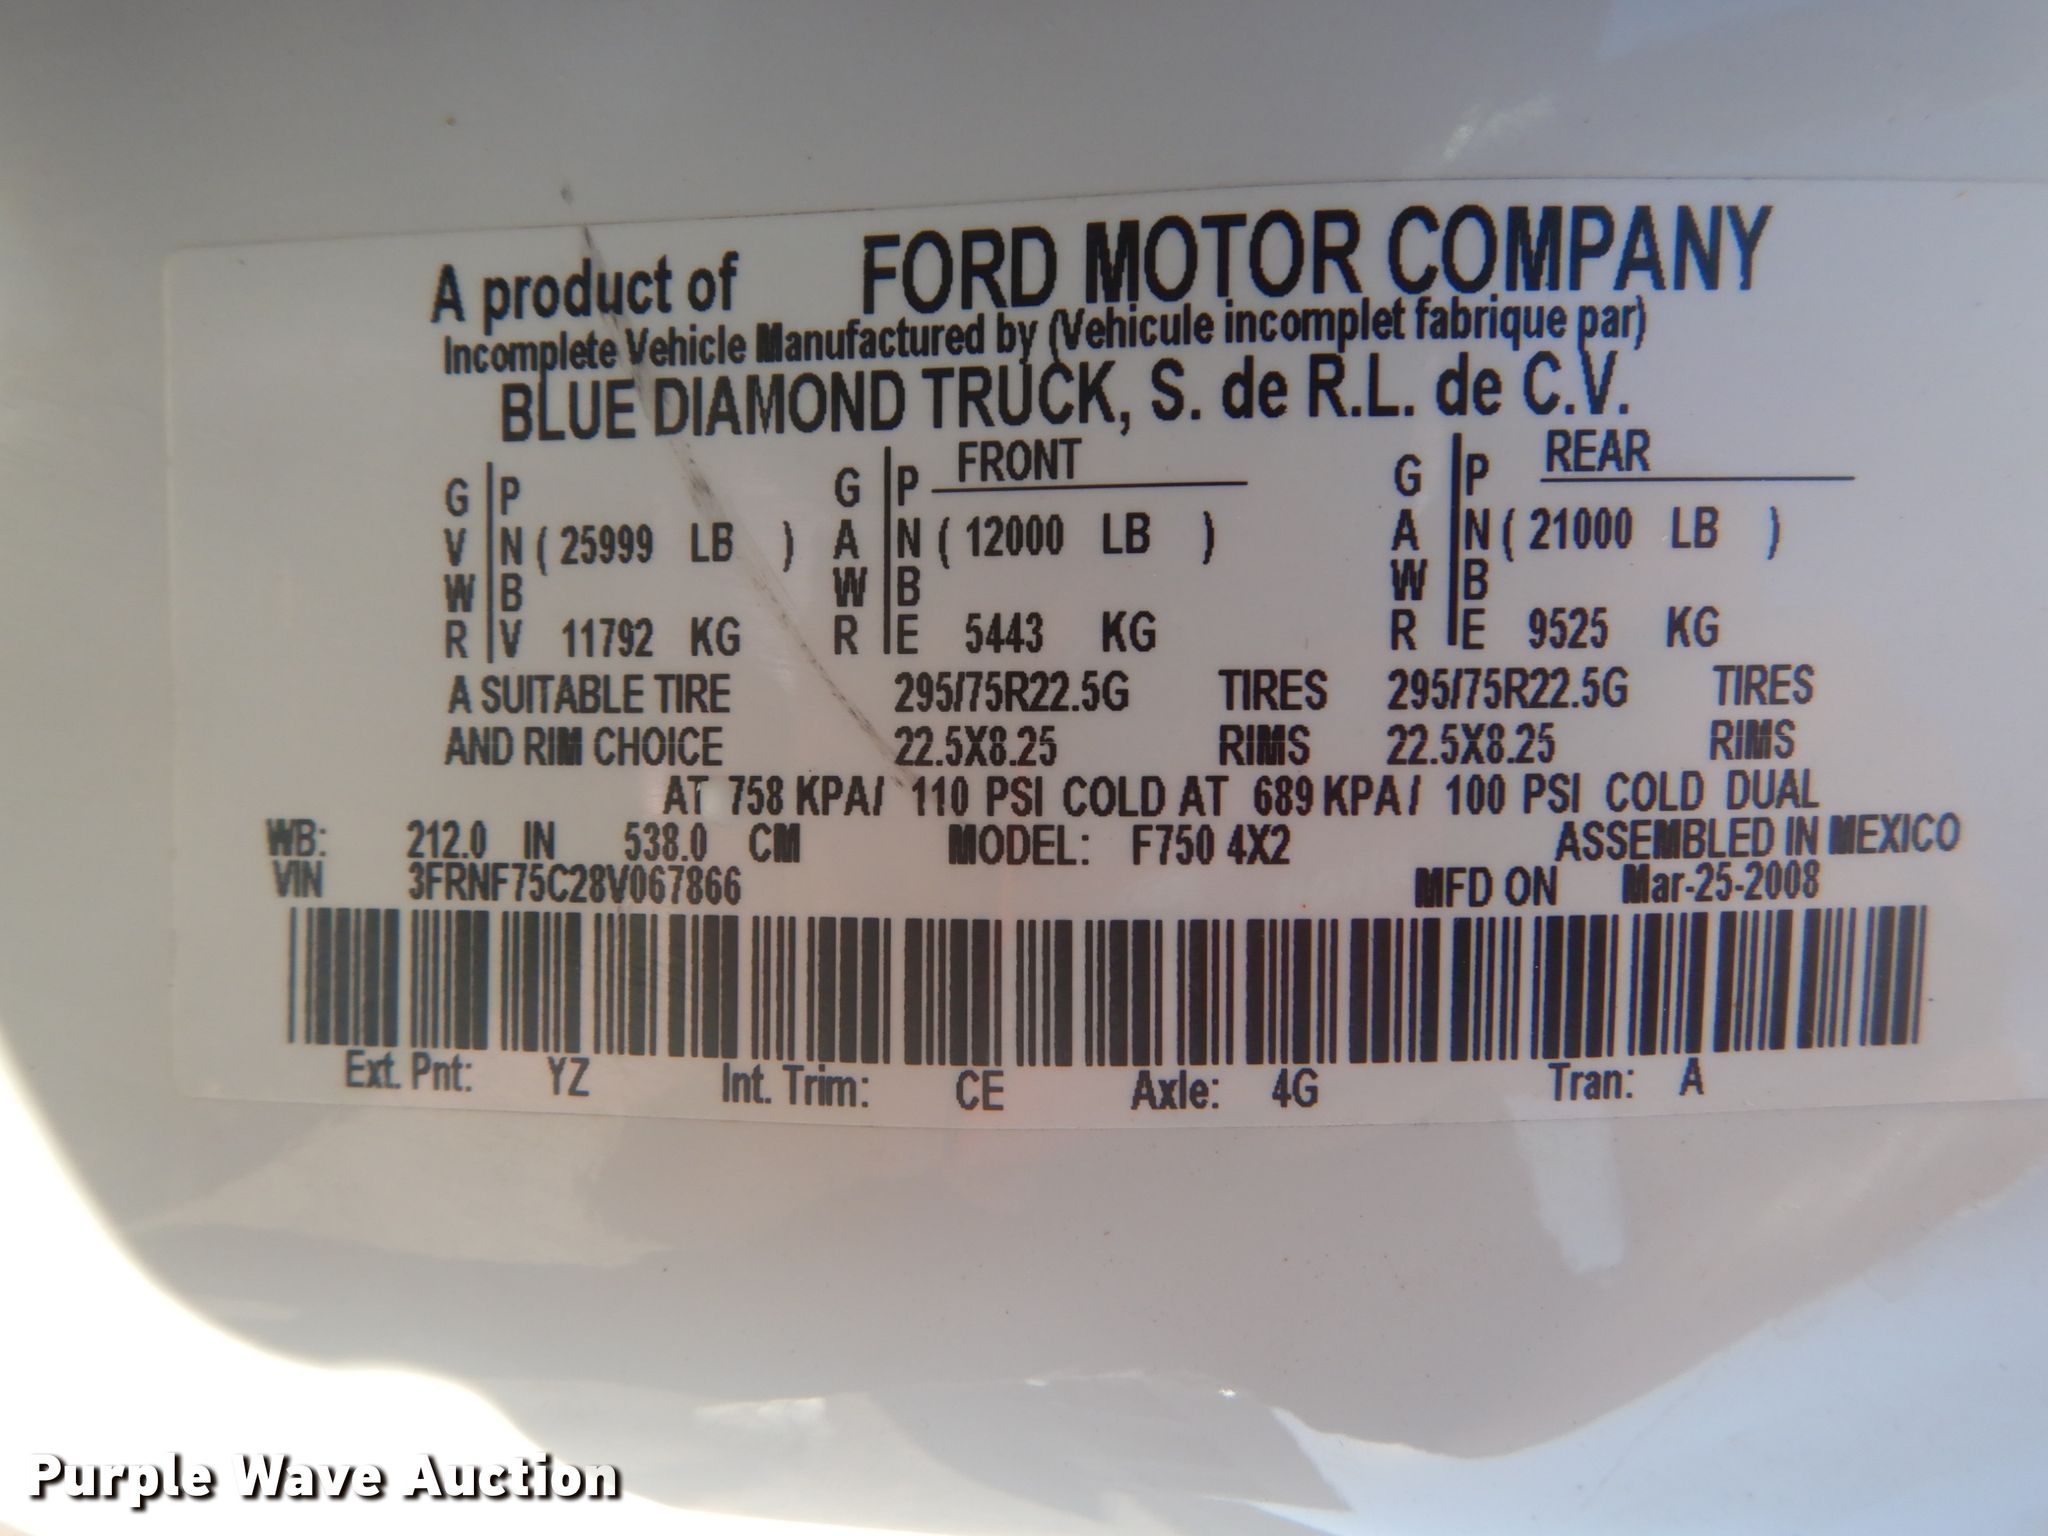 A product of FORD MOTOR COMPANY
Incomplete Vehicle Manufactured by (Vehicule incomplet fabrique par)
BLUE DIAMOND TRUCK, S. de R.L. de C.V.
G P G P FRONT G P REAR
V N ( 25999 LB ) A N ( 12000 LB ) A N ( 21000 LB )
W B W B W B
R V 11792 KG R E 5443 KG R E 9525 KG
A SUITABLE TIRE 295/75R22.5G TIRES 295/75R22.5G TIRES
AND RIM CHOICE 22.5X8.25 RIMS 22.5X8.25 RIMS
AT 758 KPA/ 110 PSI COLD AT 689 KPA/ 100 PSI COLD DUAL
WB: 212.0 IN 538.0 CM MODEL: F750 4X2 ASSEMBLED IN MEXICO
VIN 3FRNF75C28V067866 MFD ON Mar-25-2008
Ext. Pnt: YZ Int. Trim: CE Axle: 4G Tran: A
Purple Wave Auction